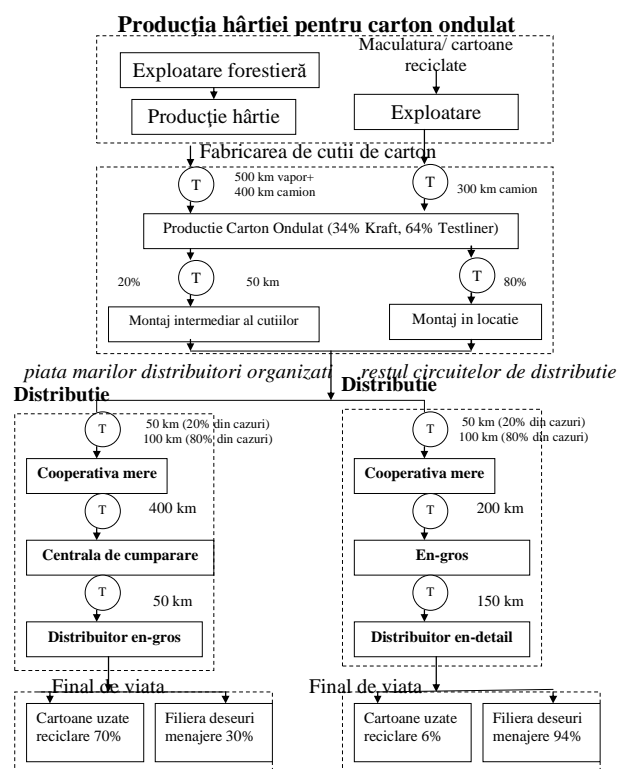 Producția hârtiei pentru carton ondulat
Maculatura/ cartoane
reciclate
Exploatare forestieră
Producţie hârtie
Exploatare
Fabricarea de cutii de carton
T
500 km vapor+
400 km camion
T
300 km camion
Productie Carton Ondulat (34% Kraft, 64% Testliner)
20%
T
50 km
T
80%
Montaj intermediar al cutiilor
Montaj in locatie
piata marilor distribuitori organizati
restul circuitelor de distributie
Distributie
Distributie
T
50 km (20% din cazuri)
100 km (80% din cazuri)
T
50 km (20% din cazuri)
100 km (80% din cazuri)
Cooperativa mere
Cooperativa mere
T
400 km
T
200 km
Centrala de cumparare
En-gros
T
50 km
T
150 km
Distribuitor en-gros
Distribuitor en-detail
Final de viata
Final de viata
Cartoane uzate
reciclare 70%
Filiera deseuri
menajere 30%
Cartoane uzate
reciclare 6%
Filiera deseuri
menajere 94%